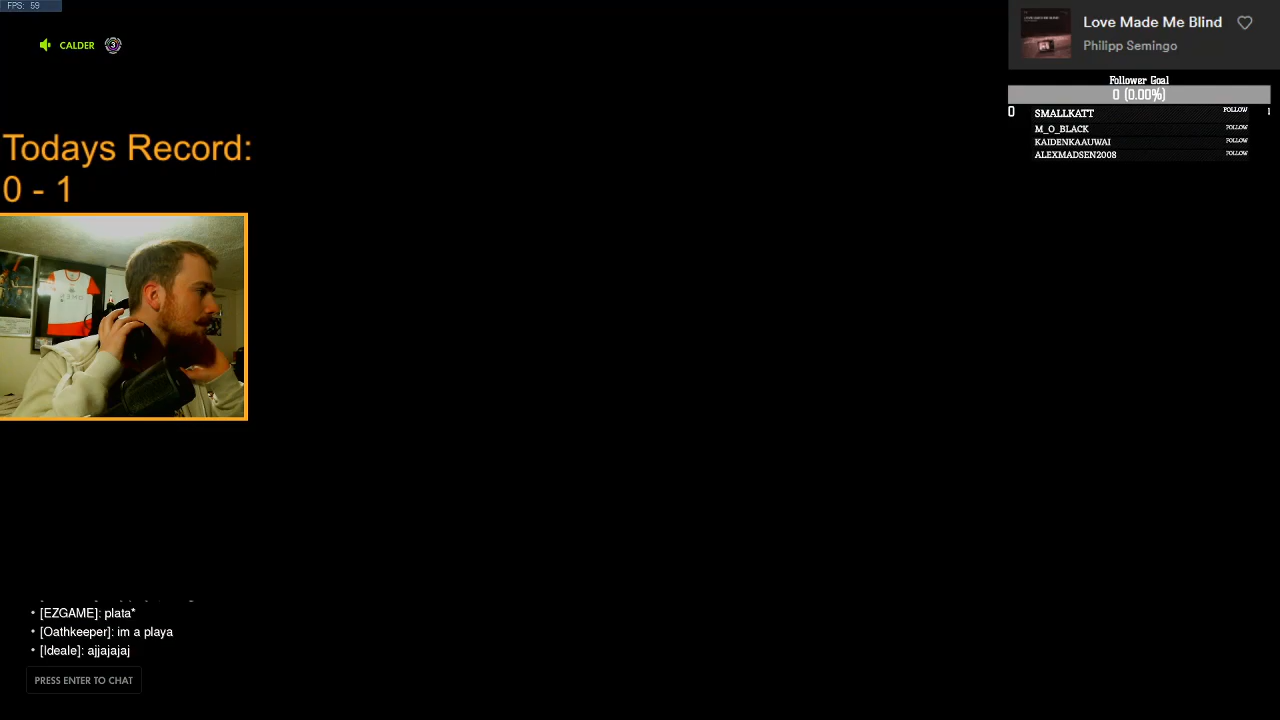 FPS: 59
CALDER
Love Made Me Blind
Philipp Semingo
Follower Goal
0 (0.00%)
0
SMALLKATT FOLLOW
M_O_BLACK FOLLOW
KAIDENKAAUWAI FOLLOW
ALEXMADSEN2008 FOLLOW
Todays Record:
0 - 1
• [EZGAME]: plata*
• [Oathkeeper]: im a playa
• [Ideale]: ajjajajaj
PRESS ENTER TO CHAT